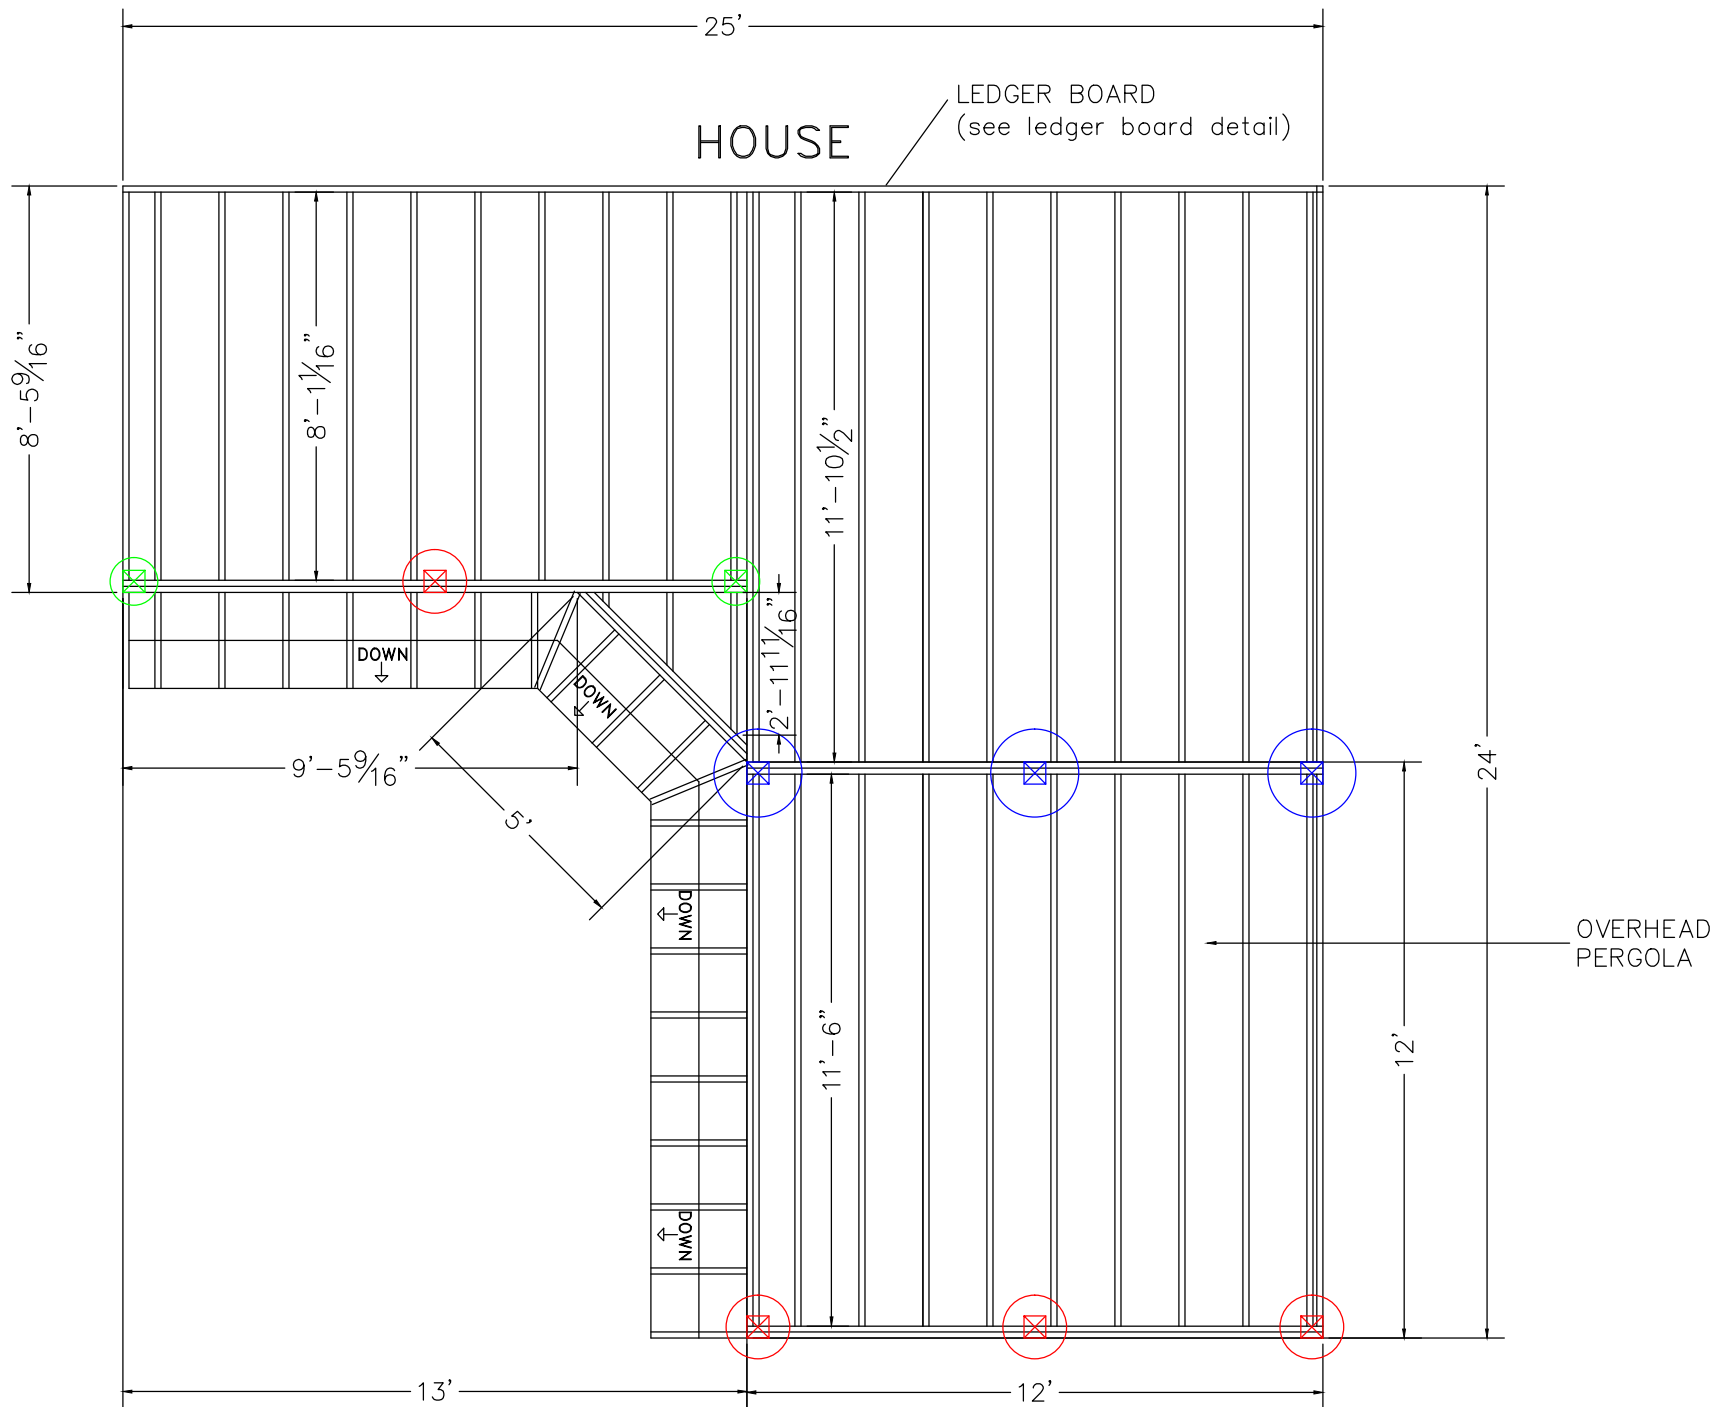 25'
LEDGER BOARD
(see ledger board detail)
HOUSE
8'-5 9/16"
8'-1 1/16"
11'-10 1/2"
2'-11 11/16"
DOWN
DOWN
9'-5 9/16"
5'
24'
DOWN
OVERHEAD
PERGOLA
11'-6"
12'
DOWN
13'
12'